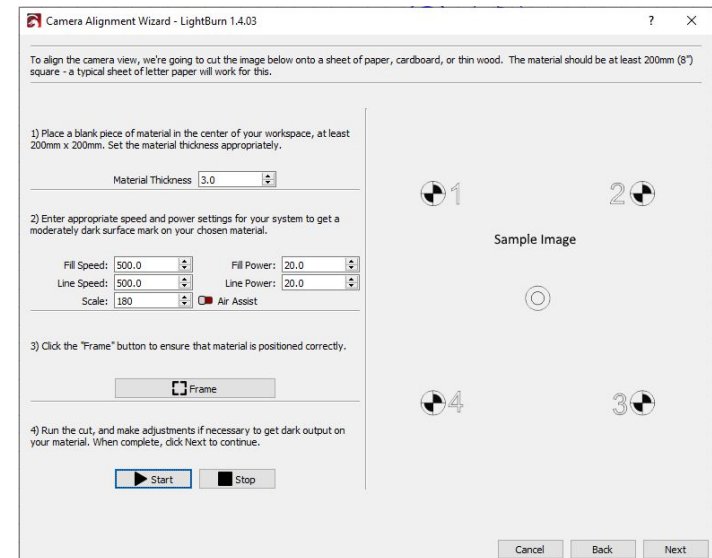 Camera Alignment Wizard - LightBurn 1.4.03
? ×
To align the camera view, we're going to cut the image below onto a sheet of paper, cardboard, or thin wood. The material should be at least 200mm (8")
square - a typical sheet of letter paper will work for this.
1) Place a blank piece of material in the center of your workspace, at least
200mm x 200mm. Set the material thickness appropriately.
Material Thickness 3.0
2) Enter appropriate speed and power settings for your system to get a
moderately dark surface mark on your chosen material.
Fill Speed: 500.0 Fill Power: 20.0
Line Speed: 500.0 Line Power: 20.0
Scale: 180 Air Assist
3) Click the "Frame" button to ensure that material is positioned correctly.
Frame
4) Run the cut, and make adjustments if necessary to get dark output on
your material. When complete, click Next to continue.
Start Stop
1 2
Sample Image
4 3
Cancel Back Next